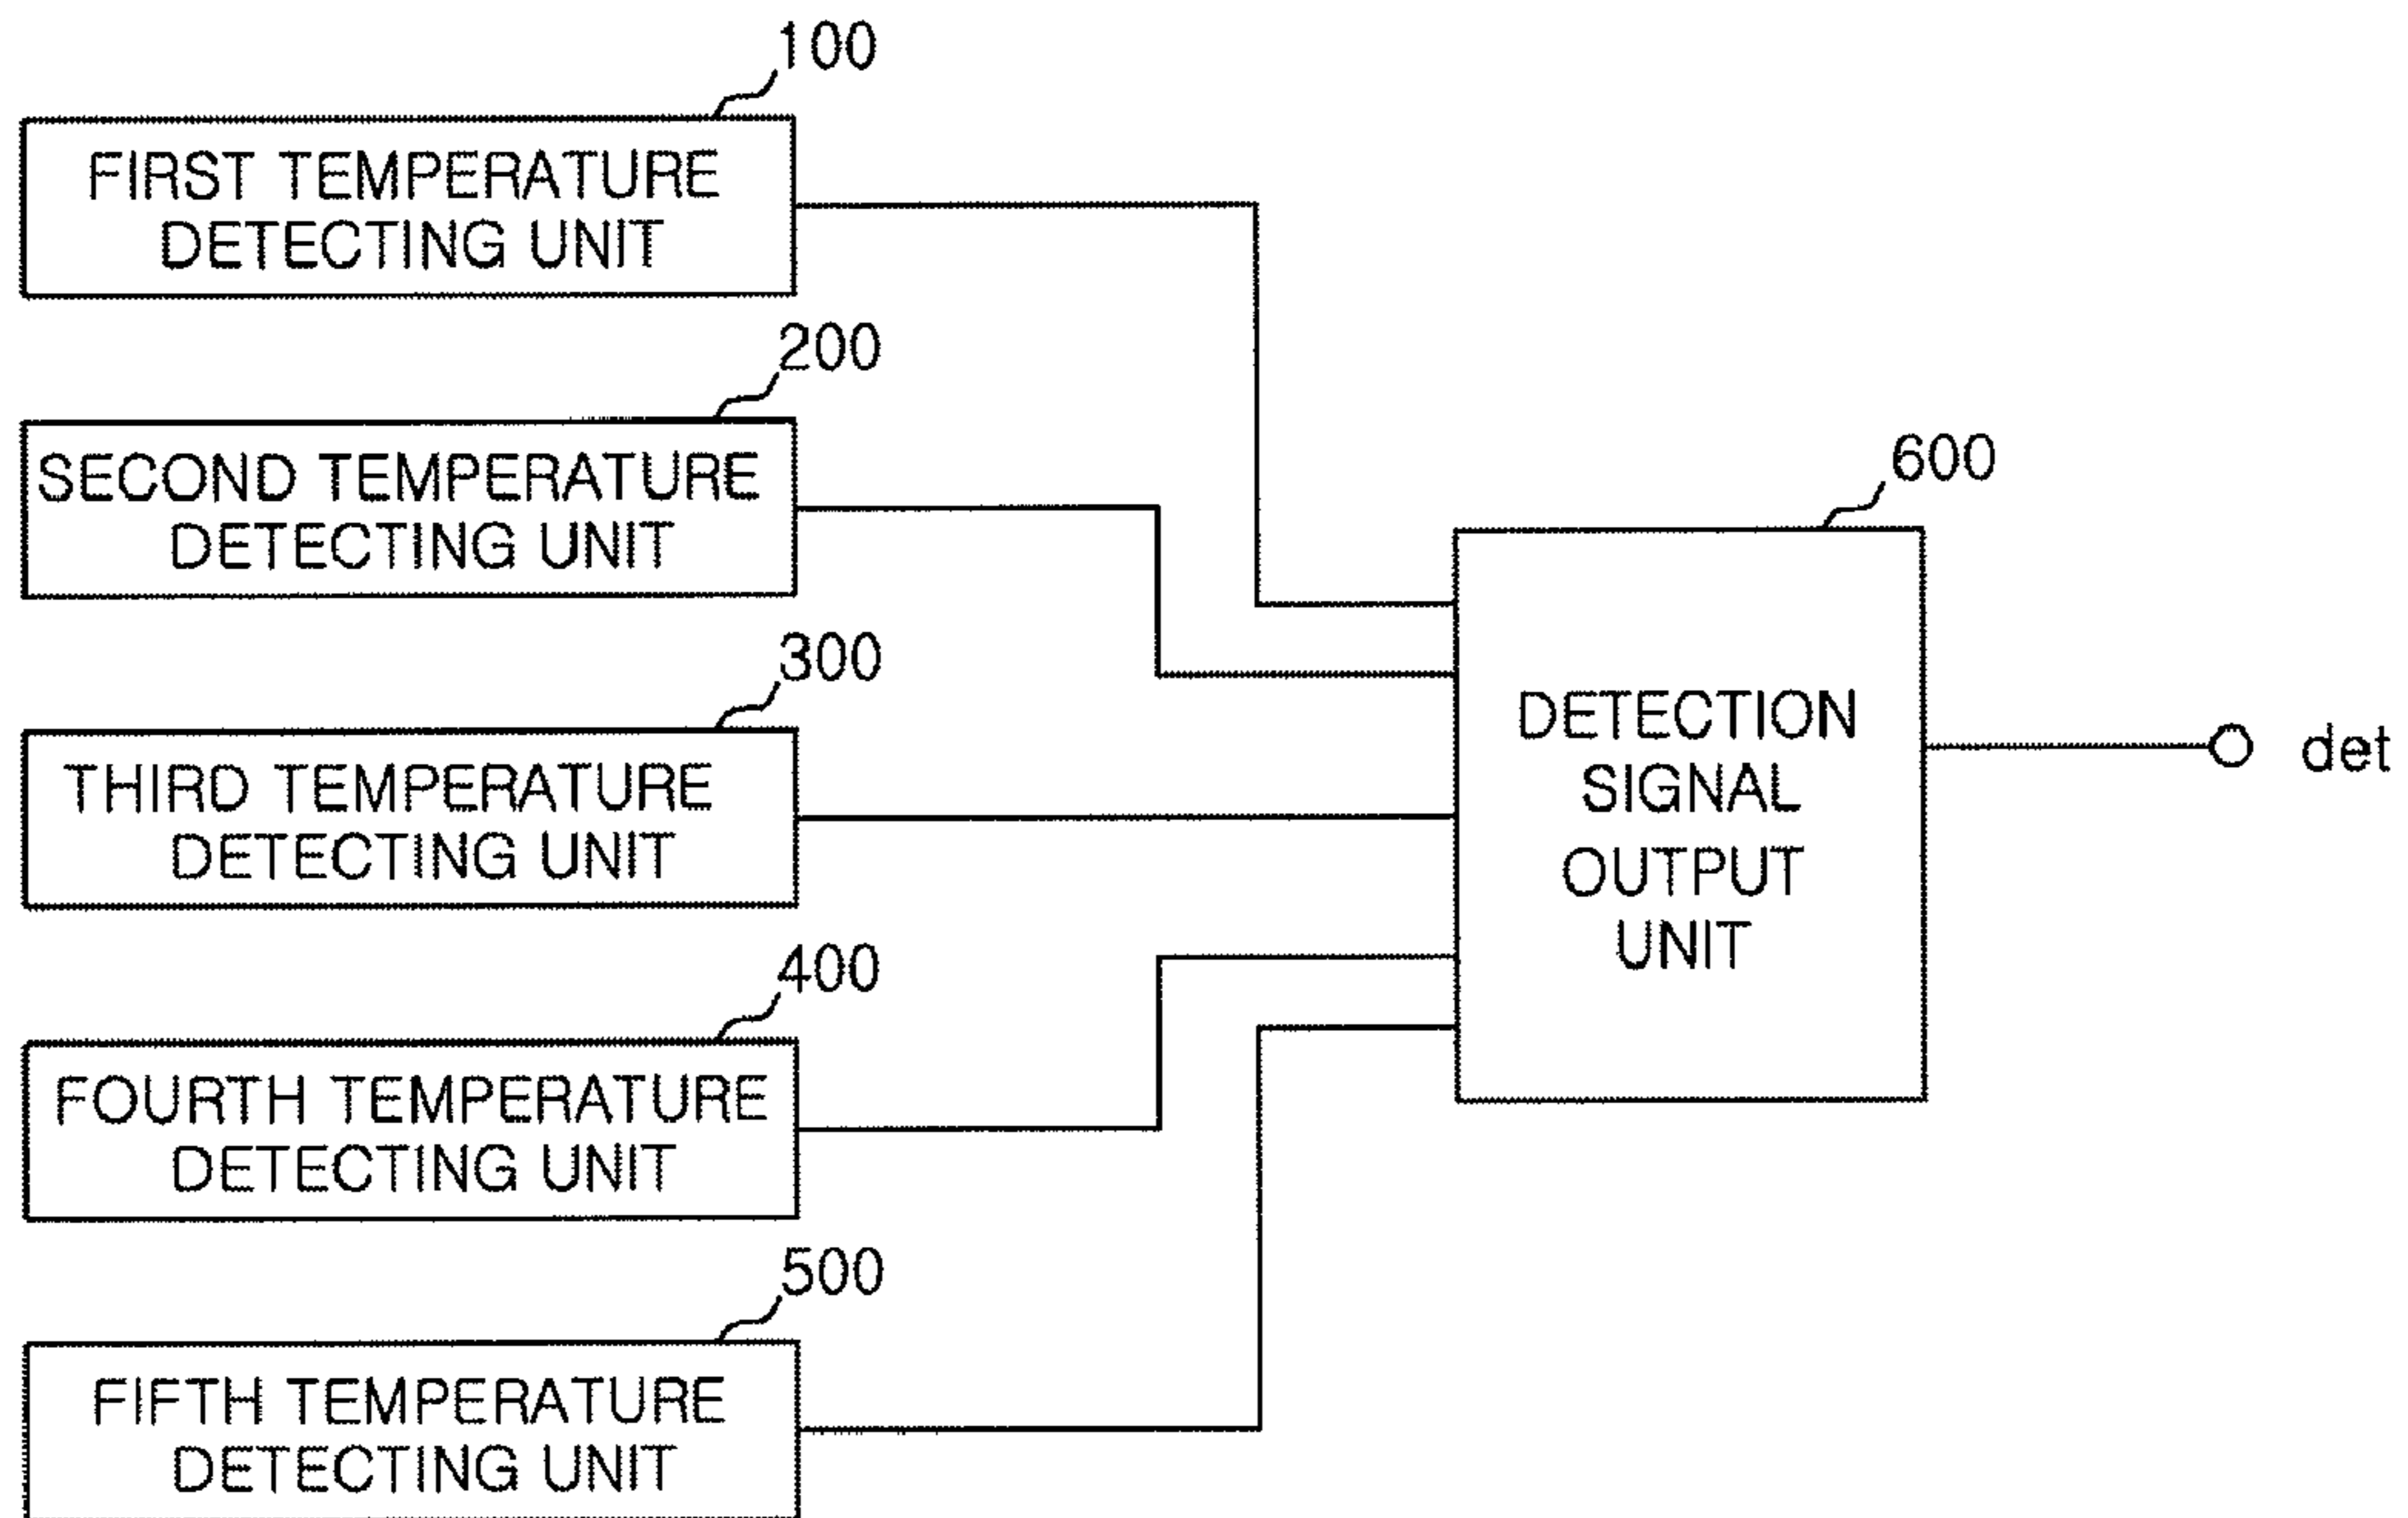 100
FIRST TEMPERATURE
DETECTING UNIT
200
SECOND TEMPERATURE
DETECTING UNIT
300
THIRD TEMPERATURE
DETECTING UNIT
400
FOURTH TEMPERATURE
DETECTING UNIT
500
FIFTH TEMPERATURE
DETECTING UNIT
600
DETECTION
SIGNAL
OUTPUT
UNIT
det